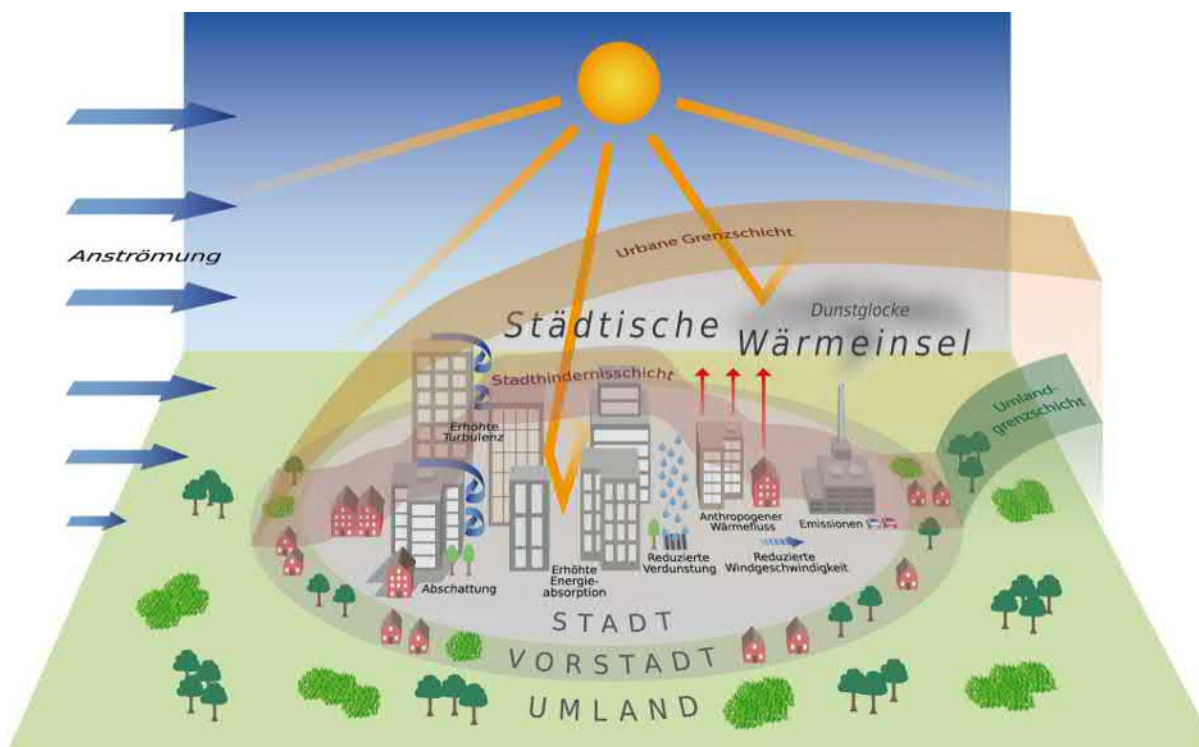 Anströmung
Urbane Grenzschicht
Dunstglocke
Städtische
Wärmeinsel
Stadthindernisschicht
Umland-
grenzschicht
Erhöhte
Turbulenz
Anthropogener
Wärmefluss
Emissionen
Reduzierte
Verdunstung
Reduzierte
Windgeschwindigkeit
Erhöhte
Energie-
absorption
Abschattung
STADT
VORSTADT
UMLAND